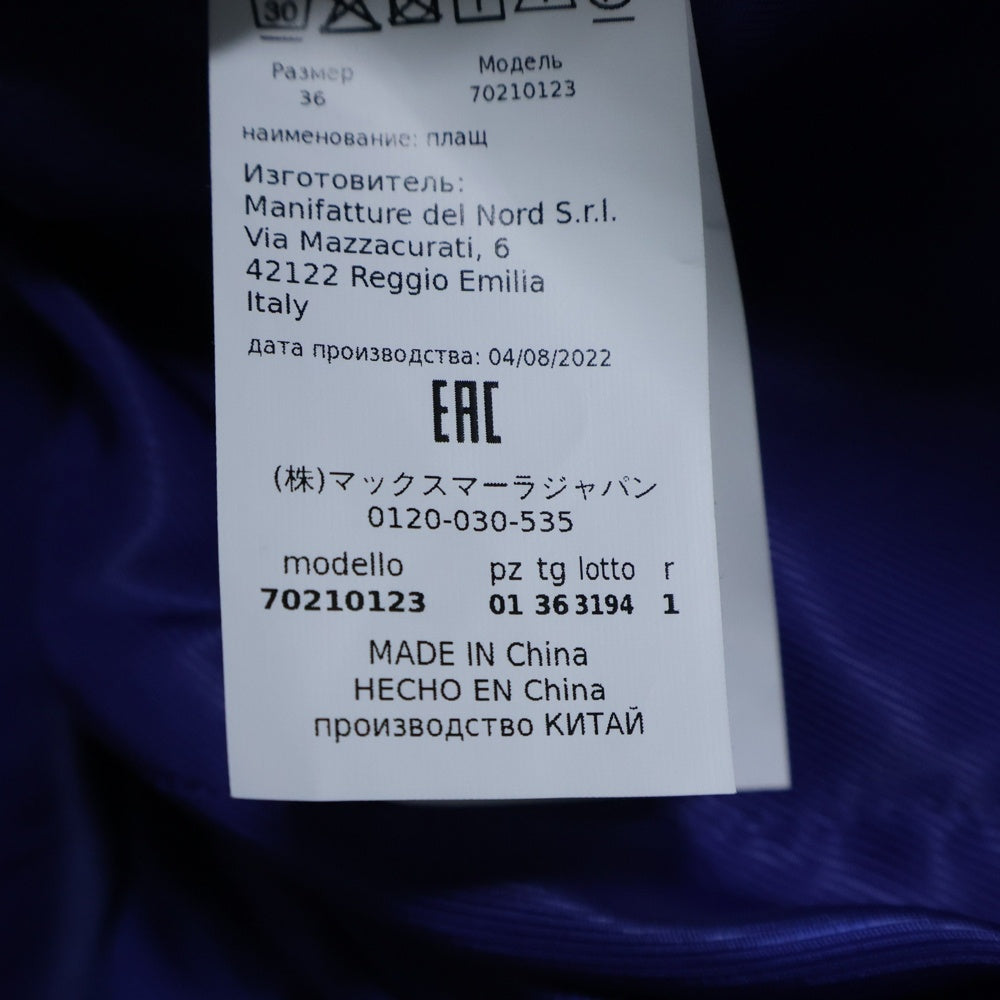 30
Размер Модель
36 70210123
наименование: плащ
Изготовитель:
Manifatture del Nord S.r.l.
Via Mazzacurati, 6
42122 Reggio Emilia
Italy
дата производства: 04/08/2022
EAC
(株)マックスマーラジャパン
0120-030-535
modello pz tg lotto r
70210123 01 36 3194 1
MADE IN China
HECHO EN China
производство КИТАЙ